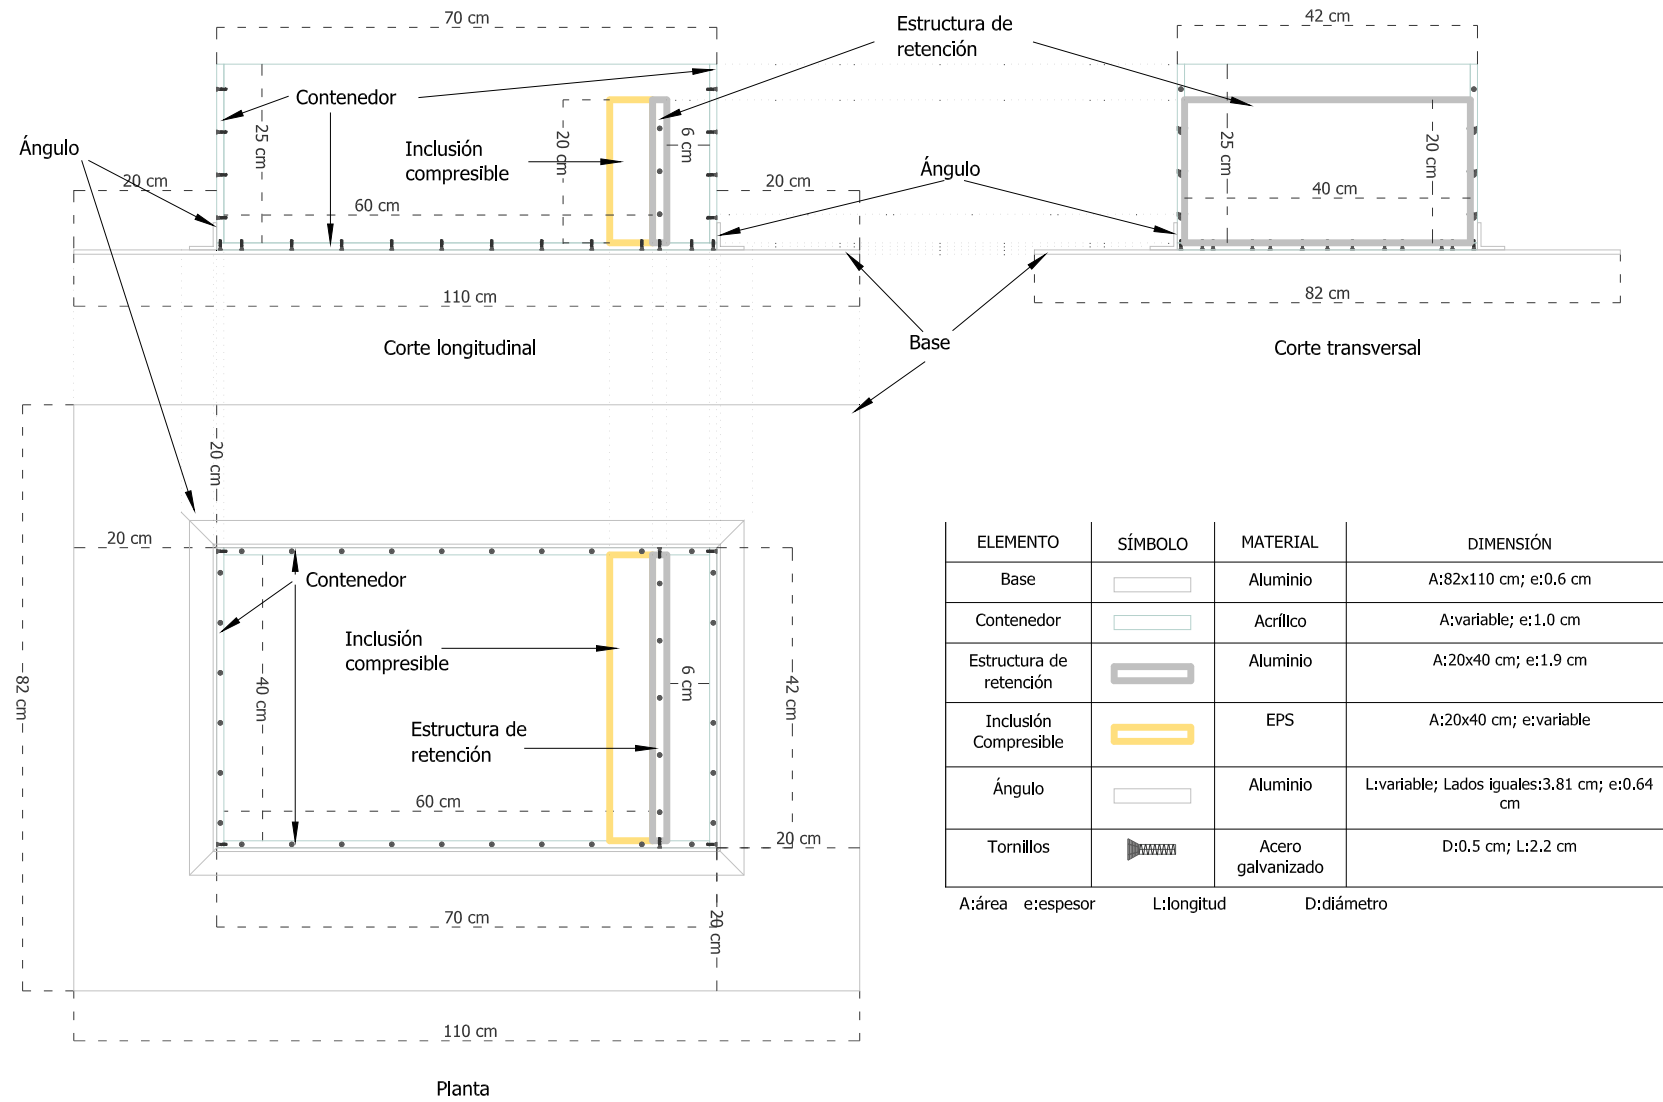 70 cm
Estructura de
retención
42 cm
Contenedor
25 cm
Ángulo
Inclusión
compresible
20 cm
6 cm
20 cm
20 cm
60 cm
Ángulo
25 cm
20 cm
40 cm
110 cm
82 cm
Base
Corte longitudinal
Corte transversal
20 cm
20 cm
Contenedor
Inclusión
compresible
82 cm
40 cm
6 cm
42 cm
Estructura de
retención
60 cm
20 cm
70 cm
20 cm
110 cm
Planta
ELEMENTO SÍMBOLO MATERIAL DIMENSIÓN
Base Aluminio A:82x110 cm; e:0.6 cm
Contenedor Acrílico A:variable; e:1.0 cm
Estructura de
retención Aluminio A:20x40 cm; e:1.9 cm
Inclusión
Compresible EPS A:20x40 cm; e:variable
Ángulo Aluminio L:variable; Lados iguales:3.81 cm; e:0.64
cm
Tornillos Acero
galvanizado D:0.5 cm; L:2.2 cm
A:área e:espesor L:longitud D:diámetro